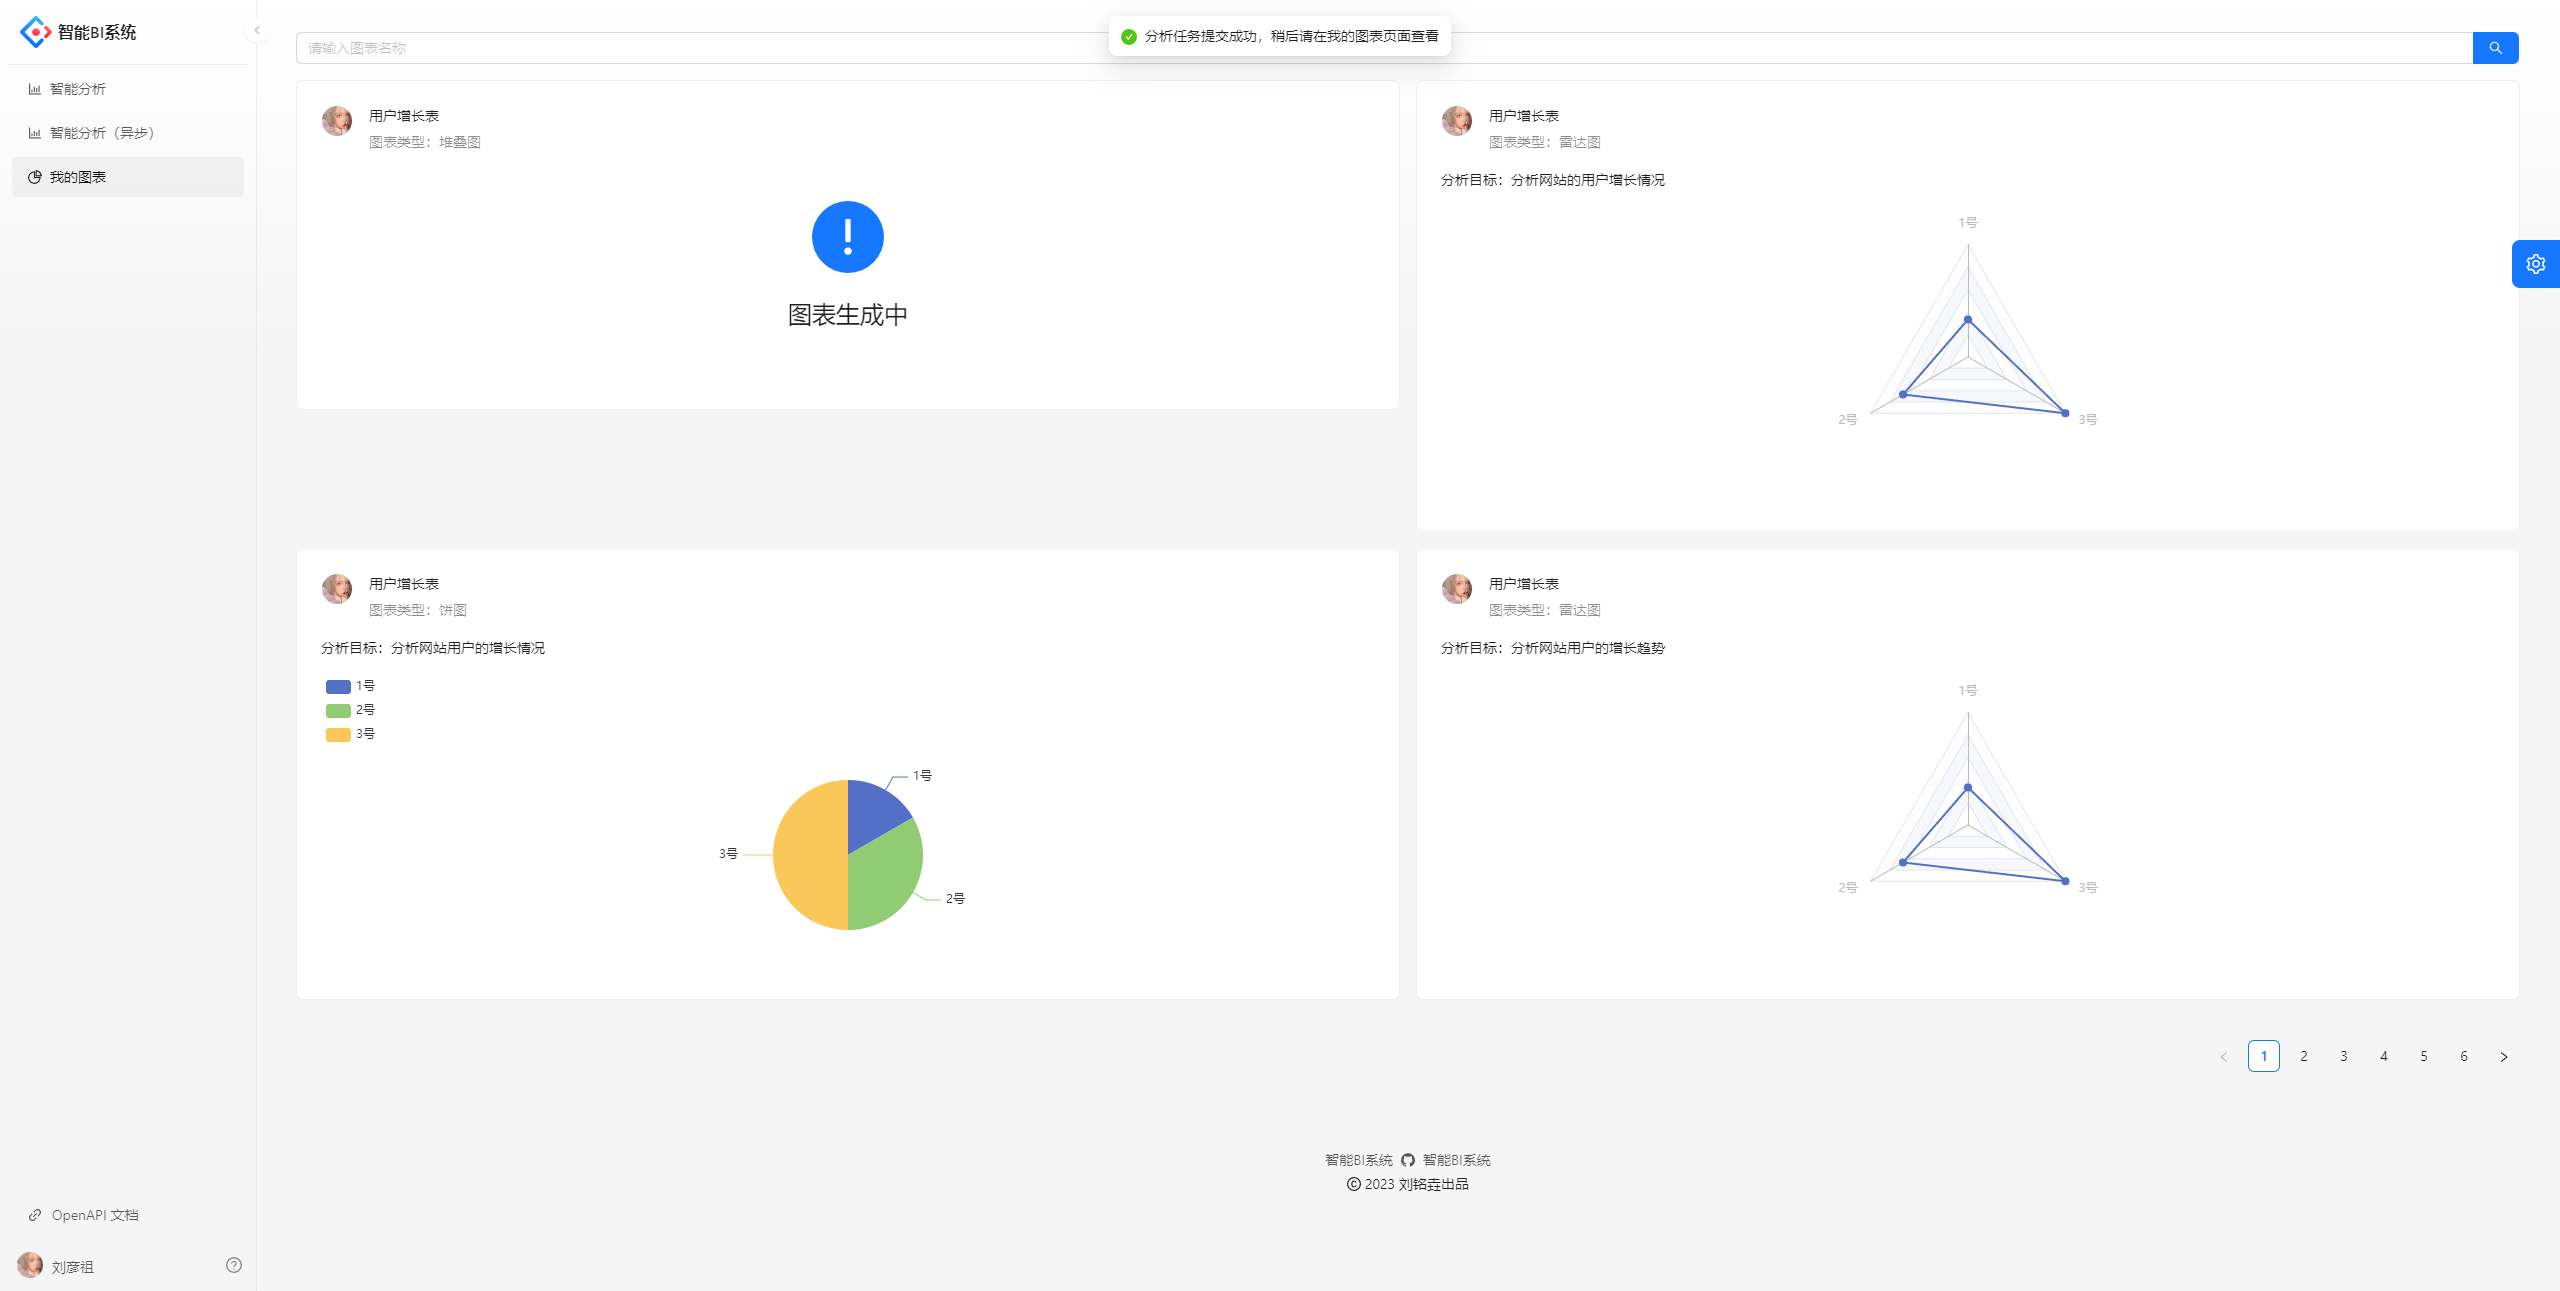 智能BI系统
智能分析
智能分析（异步）
我的图表
OpenAPI 文档
刘彦祖
请输入图表名称
分析任务提交成功，稍后请在我的图表页面查看
用户增长表
图表类型：堆叠图
图表生成中
用户增长表
图表类型：雷达图
分析目标：分析网站的用户增长情况
1号
2号
3号
用户增长表
图表类型：饼图
分析目标：分析网站用户的增长情况
1号
2号
3号
1号
3号
2号
用户增长表
图表类型：雷达图
分析目标：分析网站用户的增长趋势
1号
2号
3号
1 2 3 4 5 6
智能BI系统 智能BI系统
© 2023 刘铭垚出品